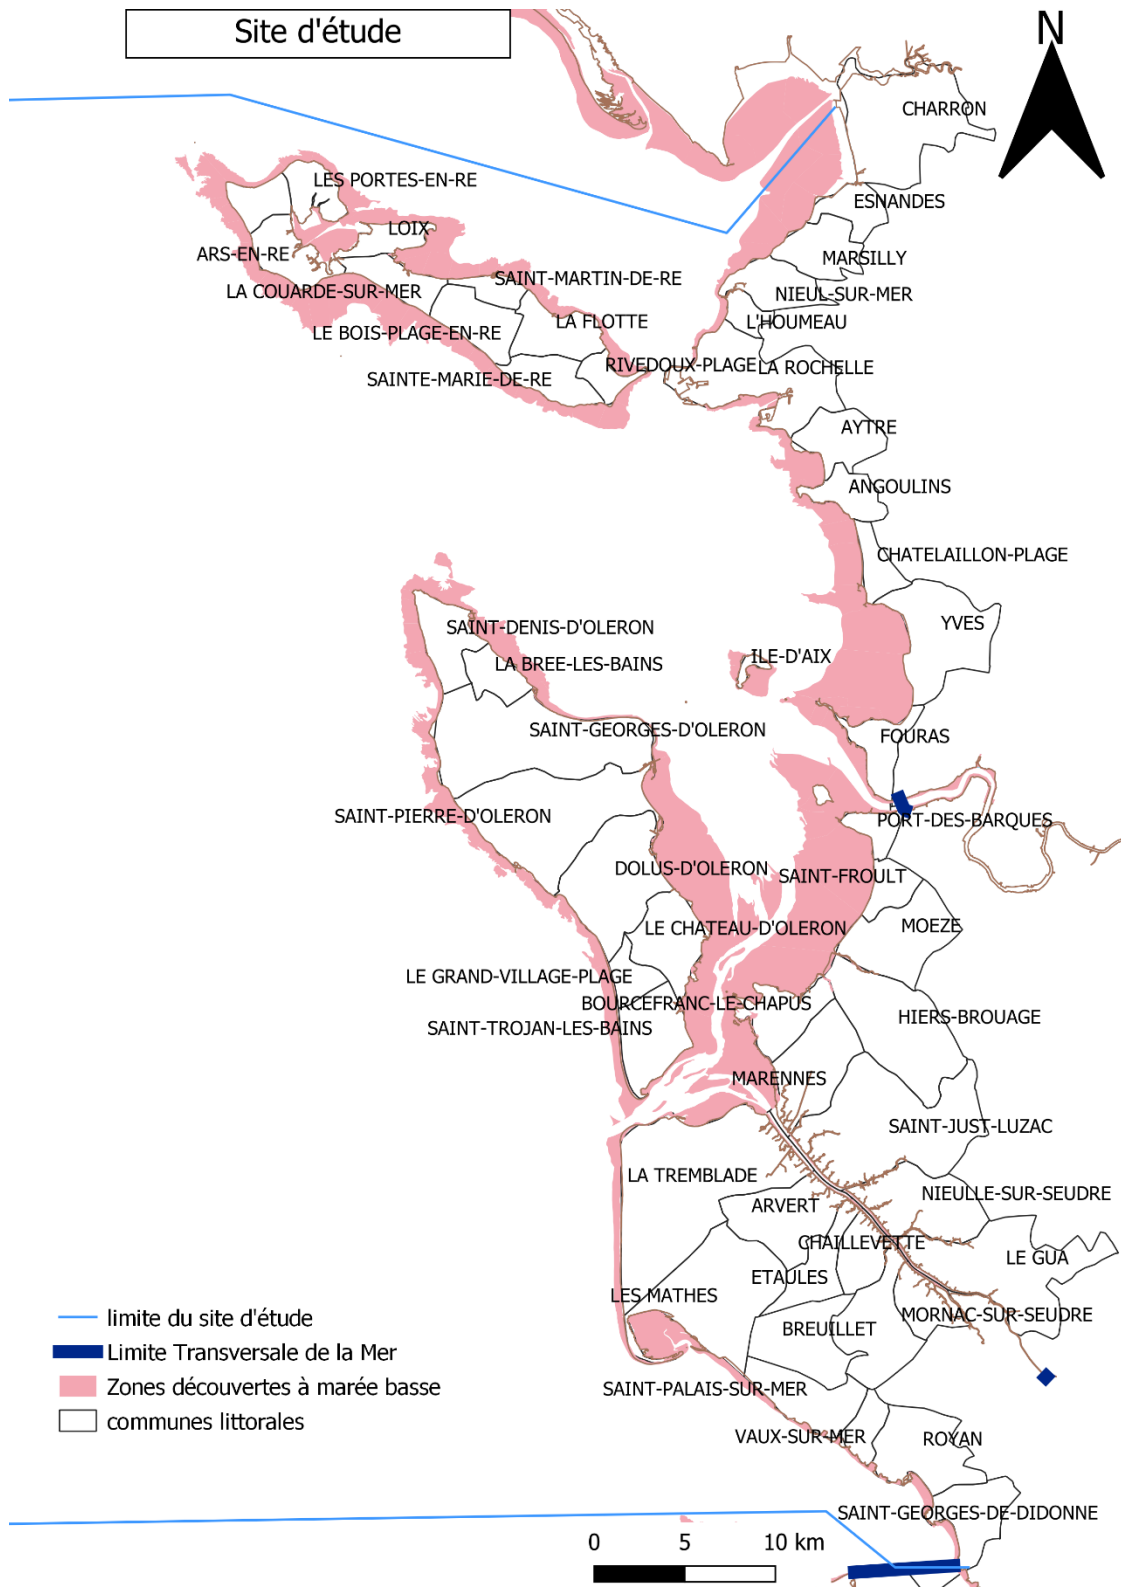 Site d'étude
N
CHARRON
LES PORTES-EN-RE
ESNANDES
LOIX
ARS-EN-RE
MARSILLY
SAINT-MARTIN-DE-RE
LA COUARDE-SUR-MER
NIEUL-SUR-MER
LA FLOTTE
L'HOUMEAU
LE BOIS-PLAGE-EN-RE
RIVEDOUX-PLAGE
LA ROCHELLE
SAINTE-MARIE-DE-RE
AYTRE
ANGOULINS
CHATELAILLON-PLAGE
YVES
SAINT-DENIS-D'OLERON
ILE-D'AIX
LA BREE-LES-BAINS
SAINT-GEORGES-D'OLERON
FOURAS
SAINT-PIERRE-D'OLERON
PORT-DES-BARQUES
DOLUS-D'OLERON
SAINT-FROULT
LE CHATEAU-D'OLERON
MOEZE
LE GRAND-VILLAGE-PLAGE
BOURCEFRANC-LE-CHAPUS
HIERS-BROUAGE
SAINT-TROJAN-LES-BAINS
MARENNES
SAINT-JUST-LUZAC
LA TREMBLADE
NIEULLE-SUR-SEUDRE
ARVERT
CHAILLEVETTE
LE GUA
ETAULES
LES MATHES
MORNAC-SUR-SEUDRE
BREUILLET
SAINT-PALAIS-SUR-MER
VAUX-SUR-MER
ROYAN
SAINT-GEORGES-DE-DIDONNE
limite du site d'étude
Limite Transversale de la Mer
Zones découvertes à marée basse
communes littorales
0 5 10 km